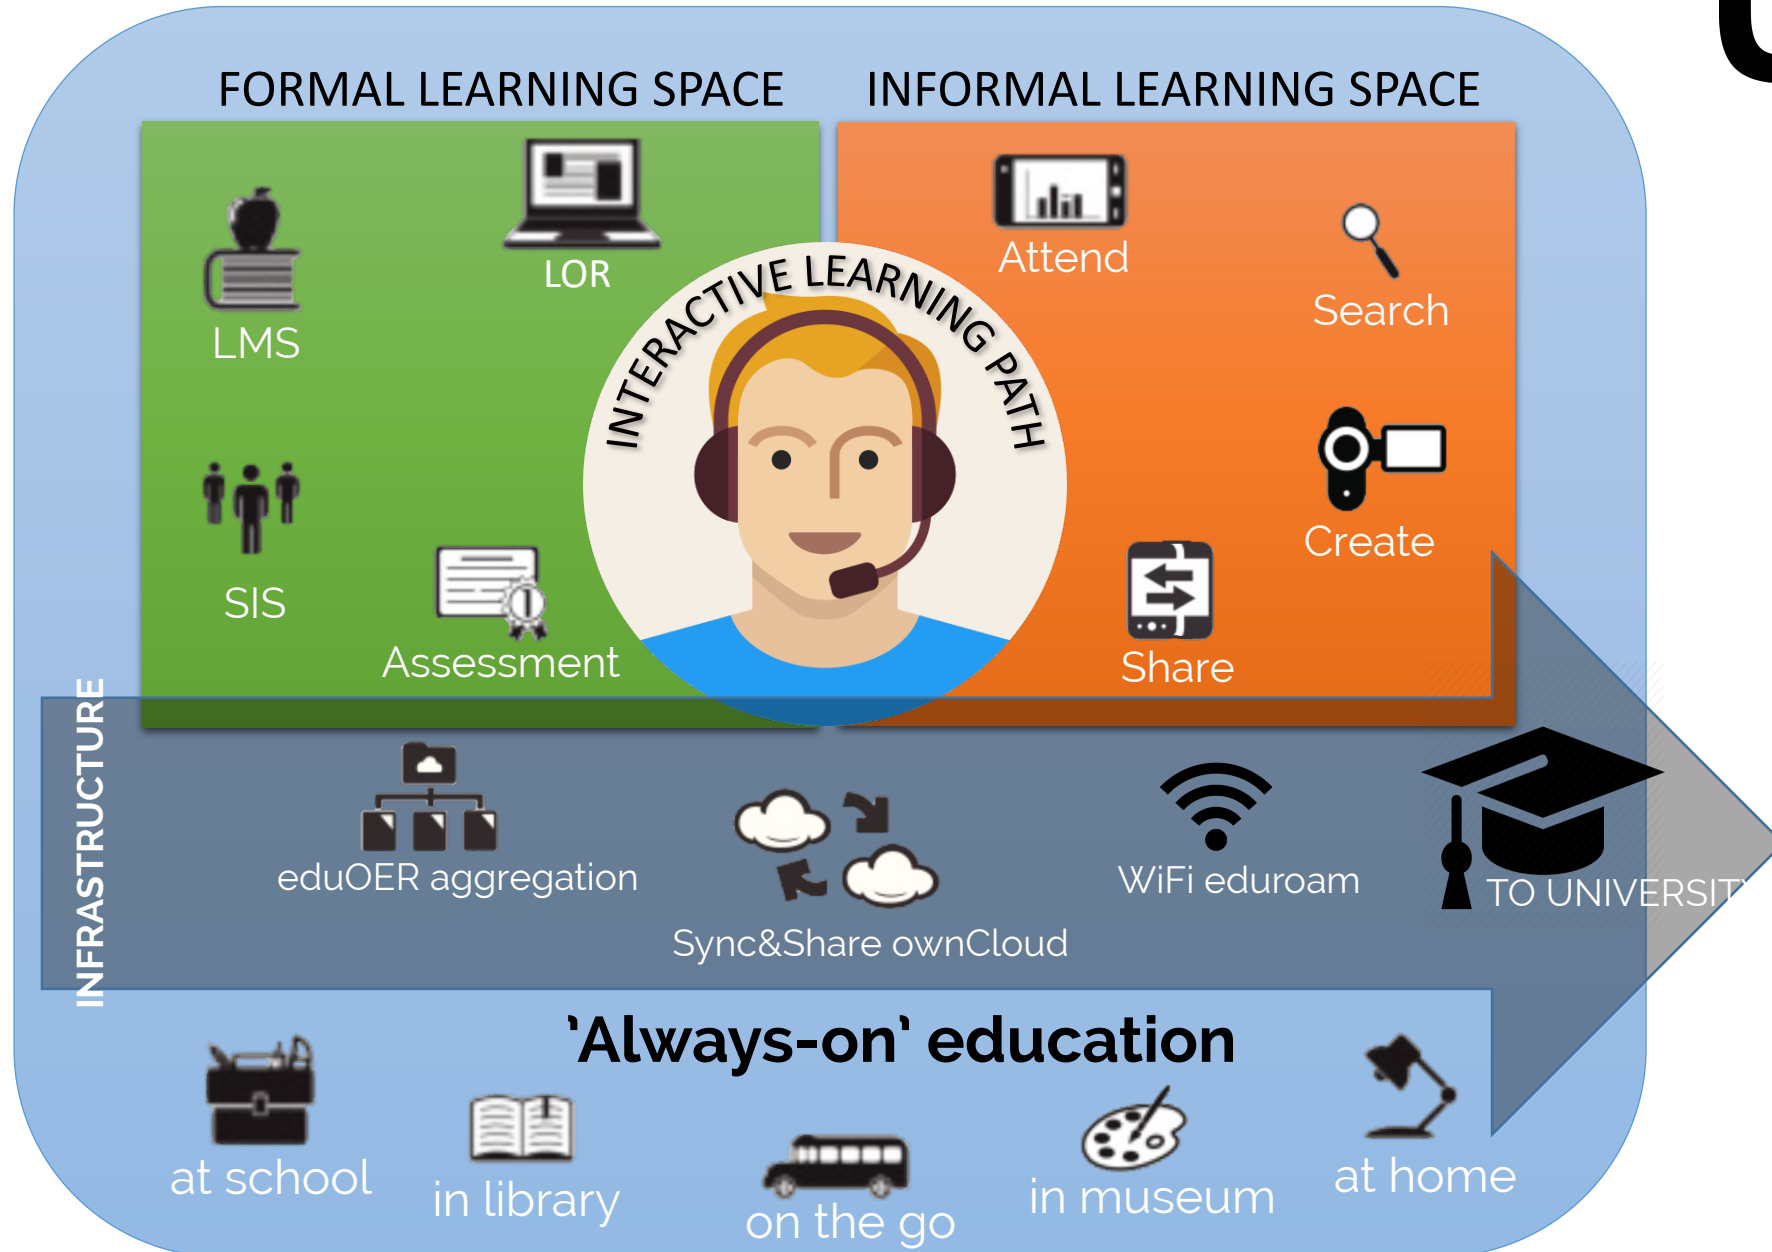 FORMAL LEARNING SPACE
INFORMAL LEARNING SPACE
LMS
LOR
SIS
Assessment
INTERACTIVE LEARNING PATH
Attend
Search
Create
Share
INFRASTRUCTURE
eduOER aggregation
Sync&Share ownCloud
WiFi eduroam
TO UNIVERSITY
’Always-on’ education
at school
in library
on the go
in museum
at home